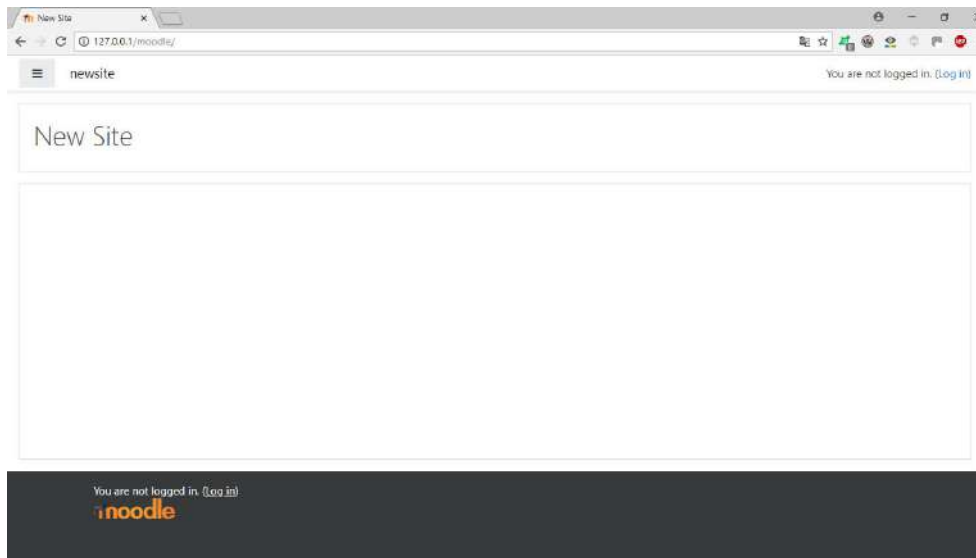 New Site
127.0.0.1/moodle/
newsite
You are not logged in. (Log in)
New Site
You are not logged in. (Log in)
moodle